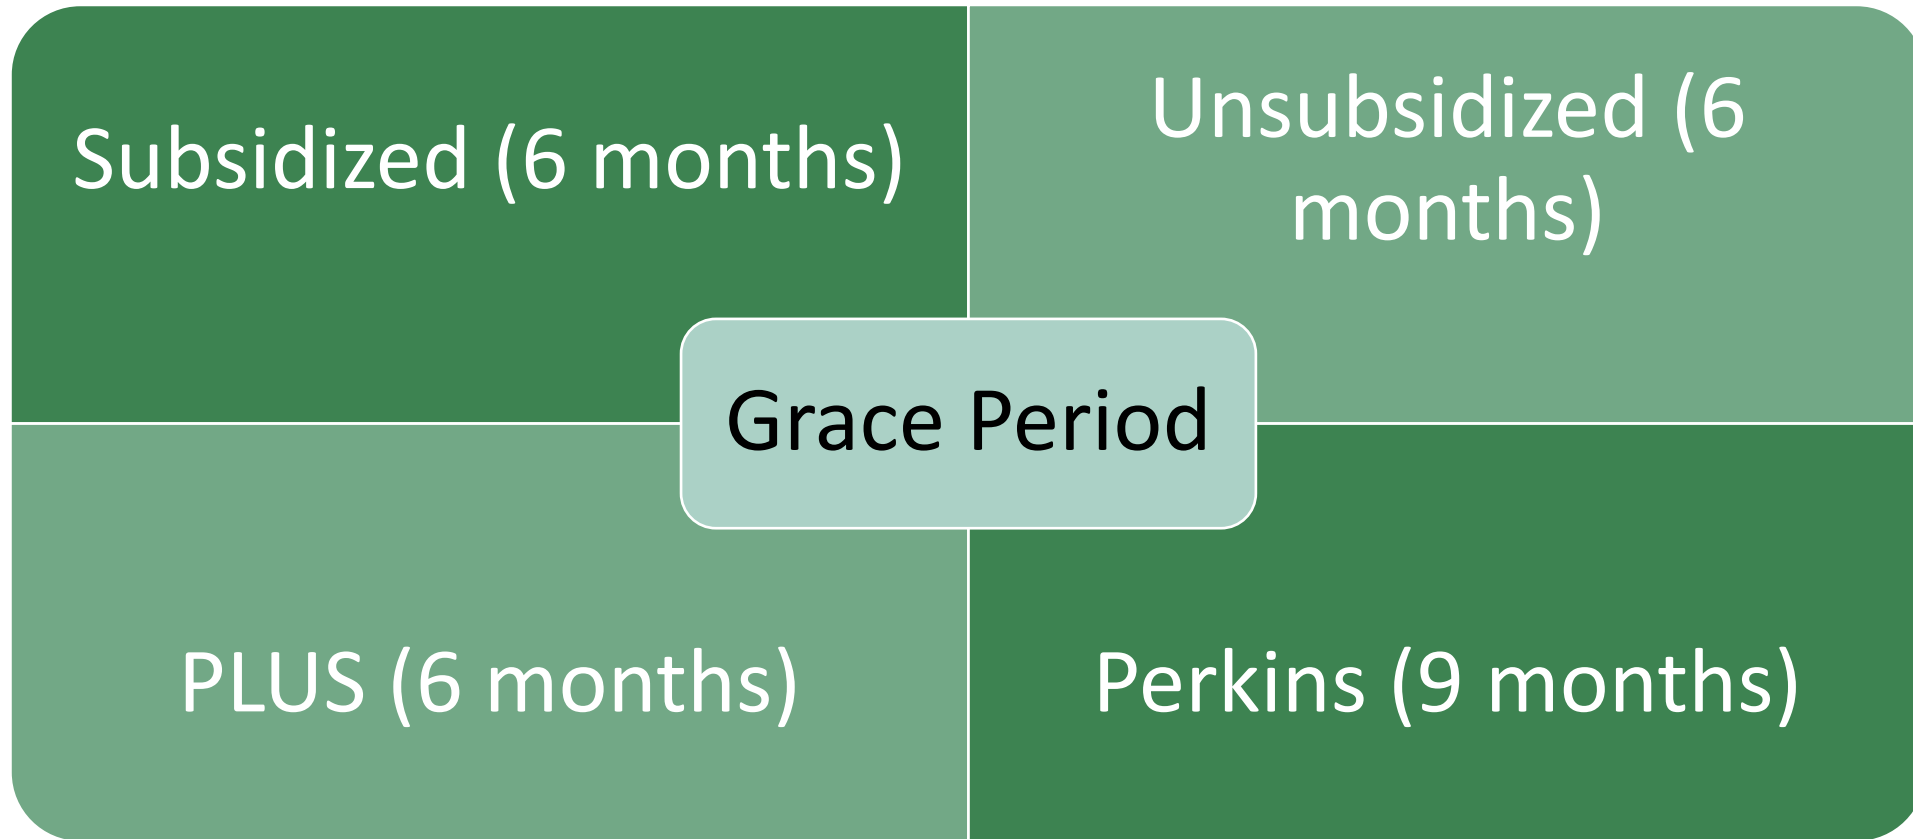 Subsidized (6 months)
Unsubsidized (6
months)
Grace Period
PLUS (6 months)
Perkins (9 months)